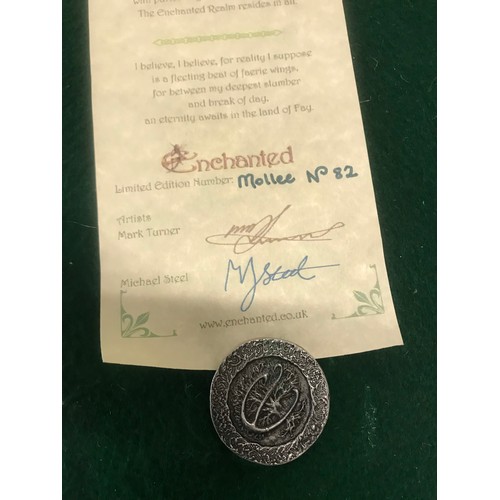 The Enchanted Realm resides in all.
I believe, I believe, for reality I suppose
is a fleeting beat of faerie wings,
for between my deepest slumber
and break of day,
an eternity awaits in the land of Fay.
Enchanted
Limited Edition Number: Mollee No 82
Artists
Mark Turner
Michael Steel MJSteel
www.enchanted.co.uk